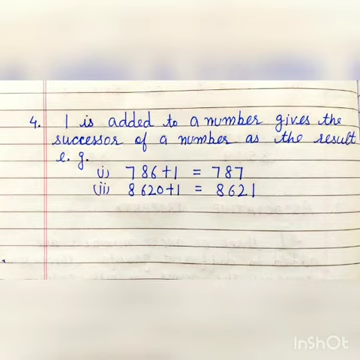 4. 1 is added to a number gives the
successor of a number as the result
e. g.
(i) 786+1 = 787
(ii) 8620+1 = 8621
InShOt